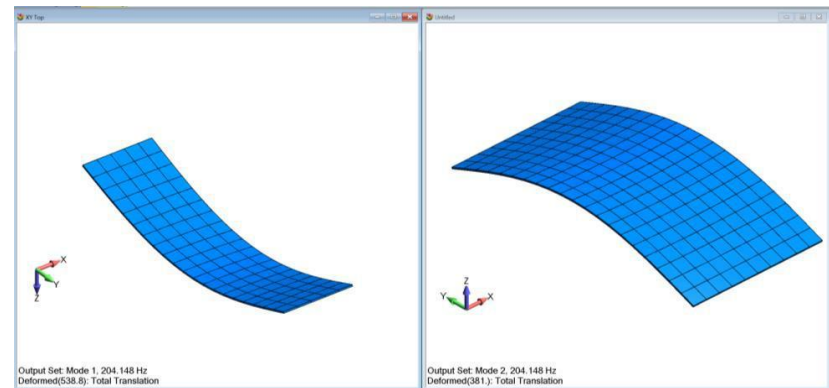 XY Top
Untitled
X
Y
Z
Z
Y
X
Output Set: Mode 1, 204.148 Hz
Deformed(538.8): Total Translation
Output Set: Mode 2, 204.148 Hz
Deformed(381.): Total Translation